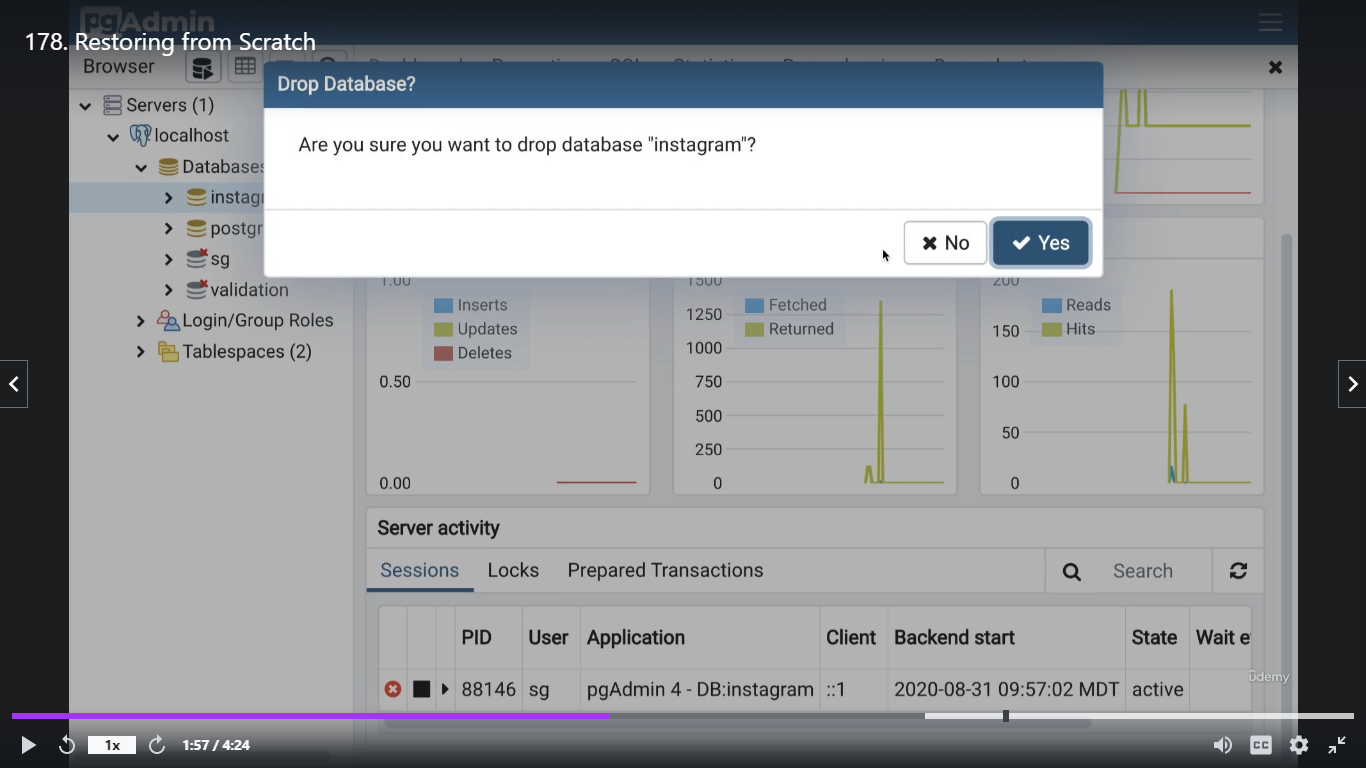 pgAdmin
178. Restoring from Scratch
Browser
Drop Database?
Are you sure you want to drop database "instagram"?
No
Yes
Servers (1)
localhost
Databases
instagr
postgr
sg
validation
Login/Group Roles
Tablespaces (2)
1.00
Inserts
Updates
Deletes
0.50
0.00
1500
Fetched
1250
Returned
1000
750
500
250
0
200
Reads
150
Hits
100
50
0
Server activity
Sessions Locks Prepared Transactions Search
PID User Application Client Backend start State Wait e
88146 sg pgAdmin 4 - DB:instagram ::1 2020-08-31 09:57:02 MDT active
ûdemy
1x 1:57 / 4:24 CC